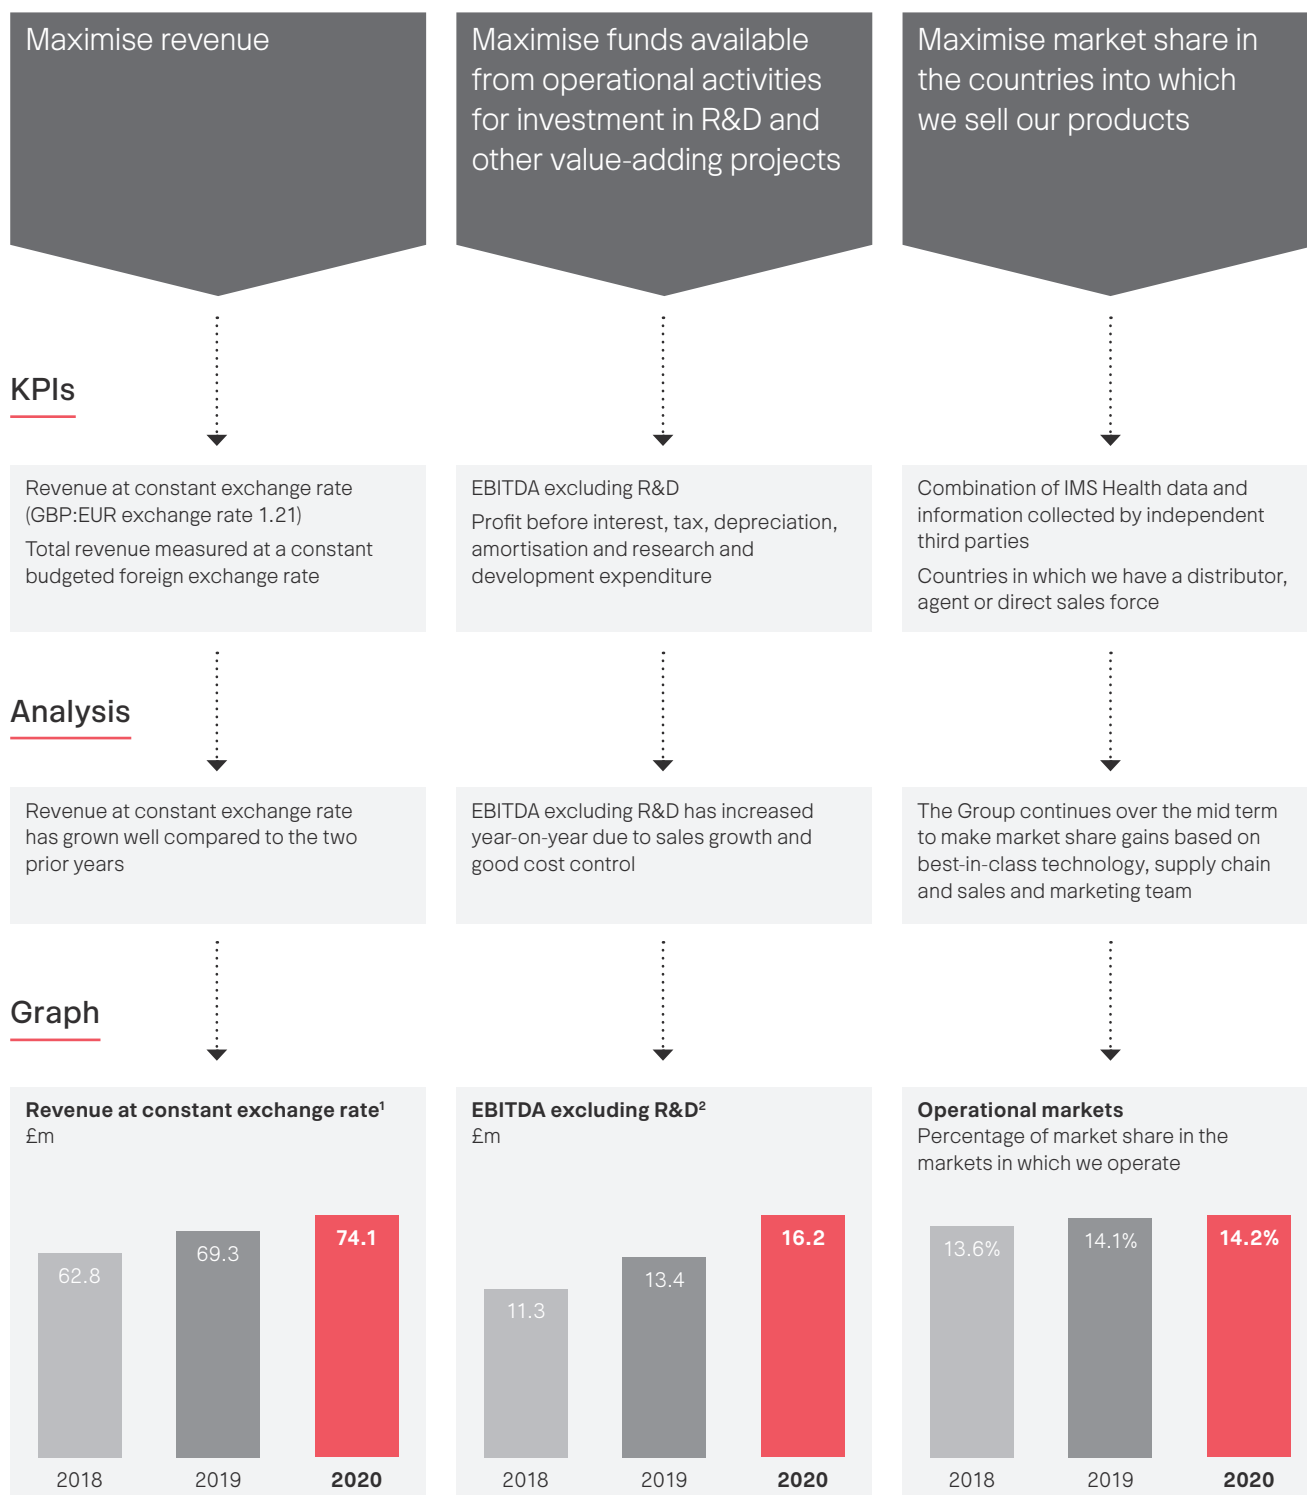 Maximise revenue
Maximise funds available
from operational activities
for investment in R&D and
other value-adding projects
Maximise market share in
the countries into which
we sell our products
KPIs
Revenue at constant exchange rate
(GBP:EUR exchange rate 1.21)
Total revenue measured at a constant
budgeted foreign exchange rate
EBITDA excluding R&D
Profit before interest, tax, depreciation,
amortisation and research and
development expenditure
Combination of IMS Health data and
information collected by independent
third parties
Countries in which we have a distributor,
agent or direct sales force
Analysis
Revenue at constant exchange rate
has grown well compared to the two
prior years
EBITDA excluding R&D has increased
year-on-year due to sales growth and
good cost control
The Group continues over the mid term
to make market share gains based on
best-in-class technology, supply chain
and sales and marketing team
Graph
Revenue at constant exchange rate¹
£m
62.8
69.3
74.1
2018
2019
2020
EBITDA excluding R&D²
£m
11.3
13.4
16.2
2018
2019
2020
Operational markets
Percentage of market share in the
markets in which we operate
13.6%
14.1%
14.2%
2018
2019
2020